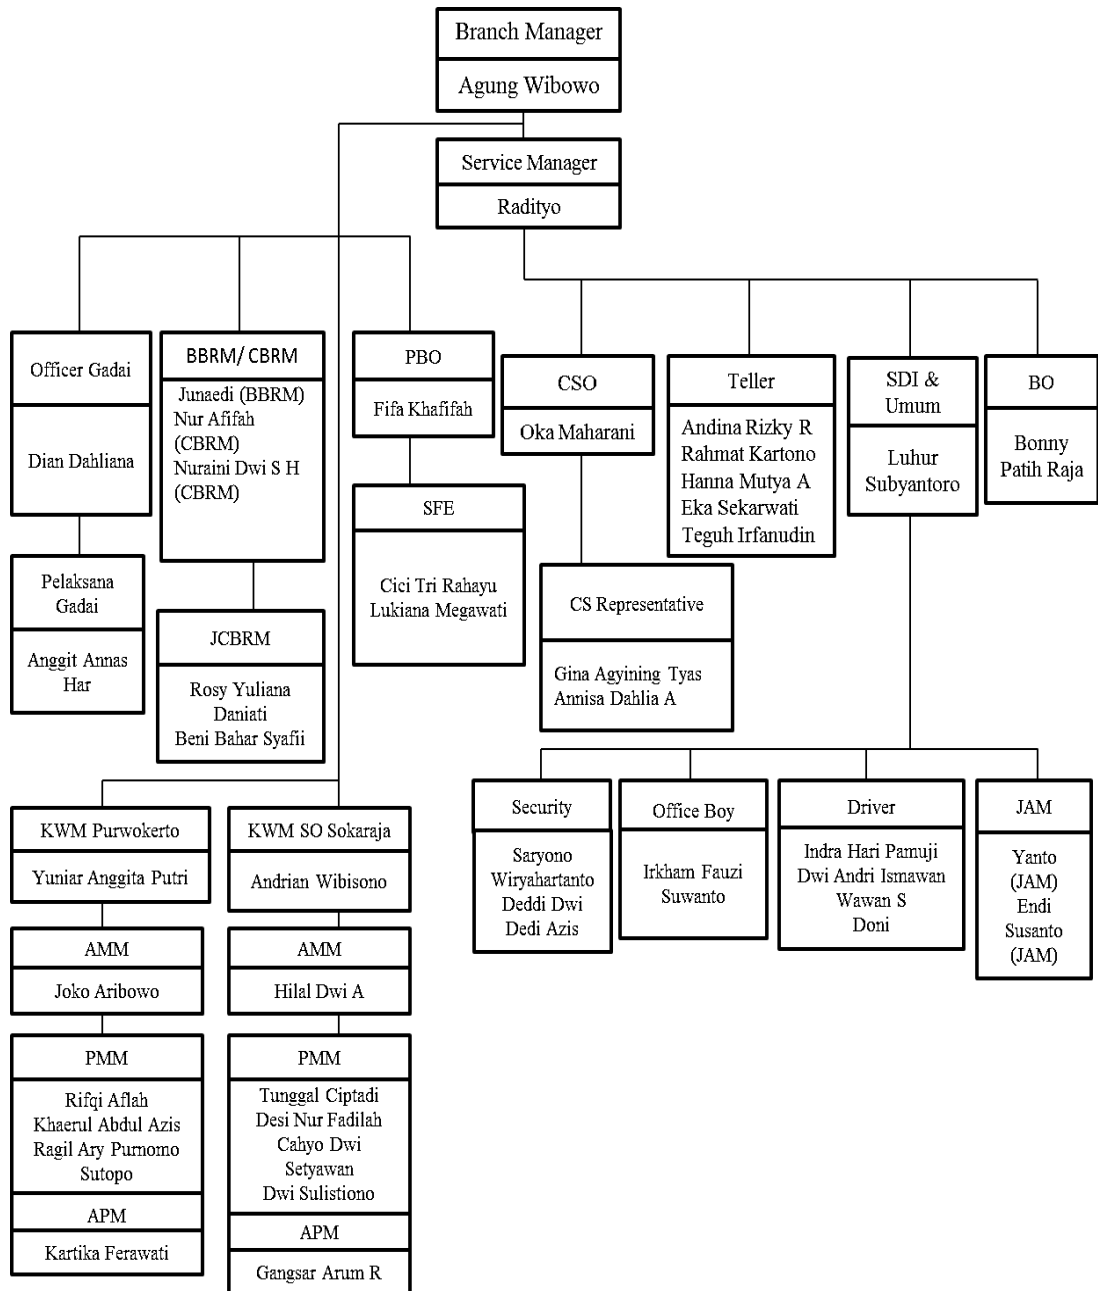 Branch Manager
Agung Wibowo
Service Manager
Radityo
Officer Gadai
Dian Dahliana
Pelaksana
Gadai
Anggit Annas
Har
BBRM/ CBRM
Junaedi (BBRM)
Nur Afifah
(CBRM)
Nuraini Dwi S H
(CBRM)
JCBRM
Rosy Yuliana
Daniati
Beni Bahar Syafii
PBO
Fifa Khafifah
SFE
Cici Tri Rahayu
Lukiana Megawati
CSO
Oka Maharani
CS Representative
Gina Agyining Tyas
Annisa Dahlia A
Teller
Andina Rizky R
Rahmat Kartono
Hanna Mutya A
Eka Sekarwati
Teguh Irfanudin
SDI &
Umum
Luhur
Subyantoro
BO
Bonny
Patih Raja
Security
Saryono
Wiryahartanto
Deddi Dwi
Dedi Azis
Office Boy
Irkham Fauzi
Suwanto
Driver
Indra Hari Pamuji
Dwi Andri Ismawan
Wawan S
Doni
JAM
Yanto
(JAM)
Endi
Susanto
(JAM)
KWM Purwokerto
Yuniar Anggita Putri
AMM
Joko Aribowo
PMM
Rifqi Aflah
Khaerul Abdul Azis
Ragil Ary Purnomo
Sutopo
APM
Kartika Ferawati
KWM SO Sokaraja
Andrian Wibisono
AMM
Hilal Dwi A
PMM
Tunggal Ciptadi
Desi Nur Fadilah
Cahyo Dwi
Setyawan
Dwi Sulistiono
APM
Gangsar Arum R